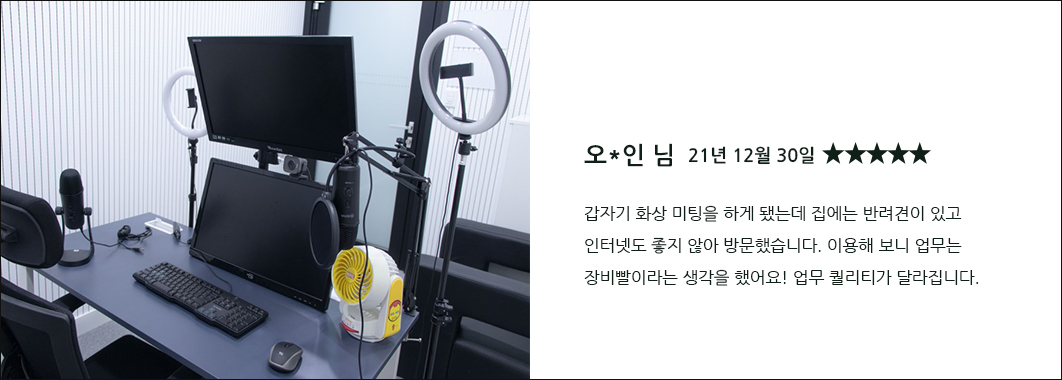 오*인 님 21년 12월 30일 ★★★★★
갑자기 화상 미팅을 하게 됐는데 집에는 반려견이 있고
인터넷도 좋지 않아 방문했습니다. 이용해 보니 업무는
장비빨이라는 생각을 했어요! 업무 퀄리티가 달라집니다.